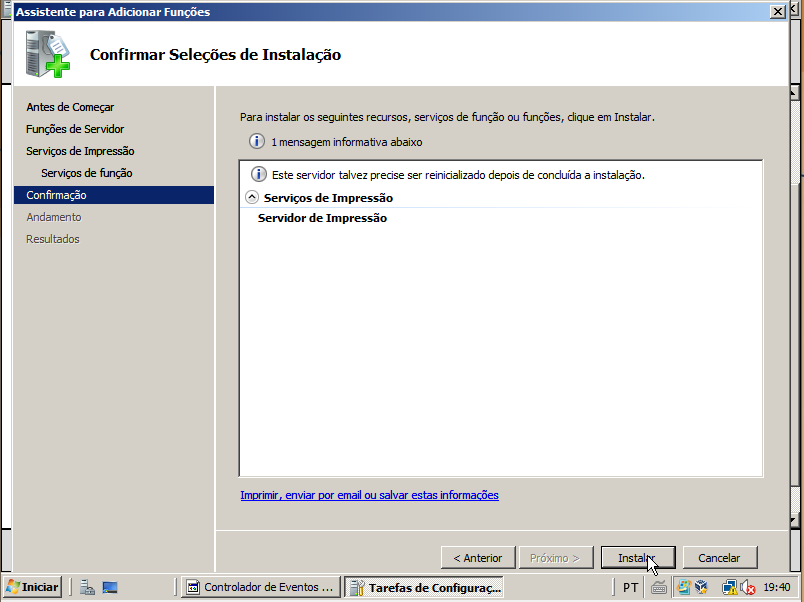 Assistente para Adicionar Funções
Confirmar Seleções de Instalação
Antes de Começar
Funções de Servidor
Serviços de Impressão
Serviços de função
Confirmação
Andamento
Resultados
Para instalar os seguintes recursos, serviços de função ou funções, clique em Instalar.
1 mensagem informativa abaixo
Este servidor talvez precise ser reinicializado depois de concluída a instalação.
Serviços de Impressão
Servidor de Impressão
Imprimir, enviar por email ou salvar estas informações
< Anterior
Próximo >
Instalar
Cancelar
Iniciar
Controlador de Eventos ...
Tarefas de Configuraç...
PT
19:40